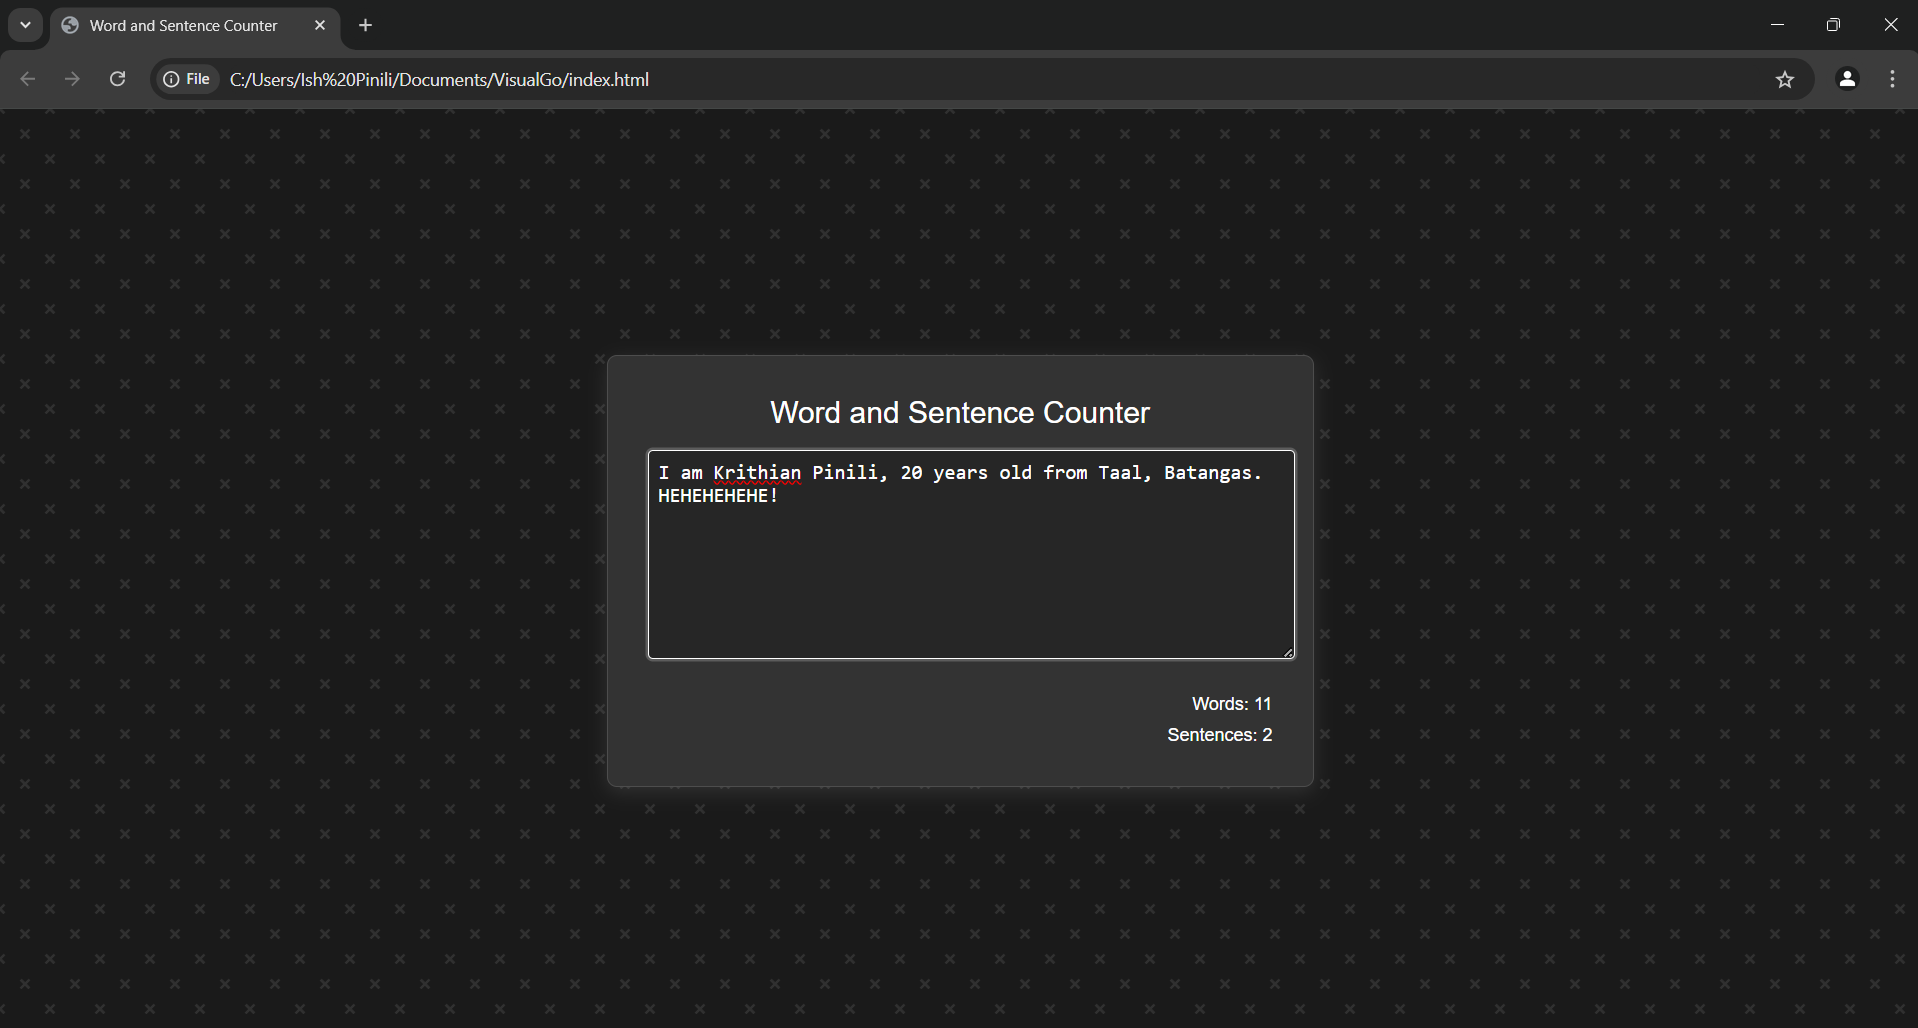 Word and Sentence Counter
File C:/Users/Ish%20Pinili/Documents/VisualGo/index.html
Word and Sentence Counter
I am Krithian Pinili, 20 years old from Taal, Batangas.
HEHEHEHEHE!
Words: 11
Sentences: 2